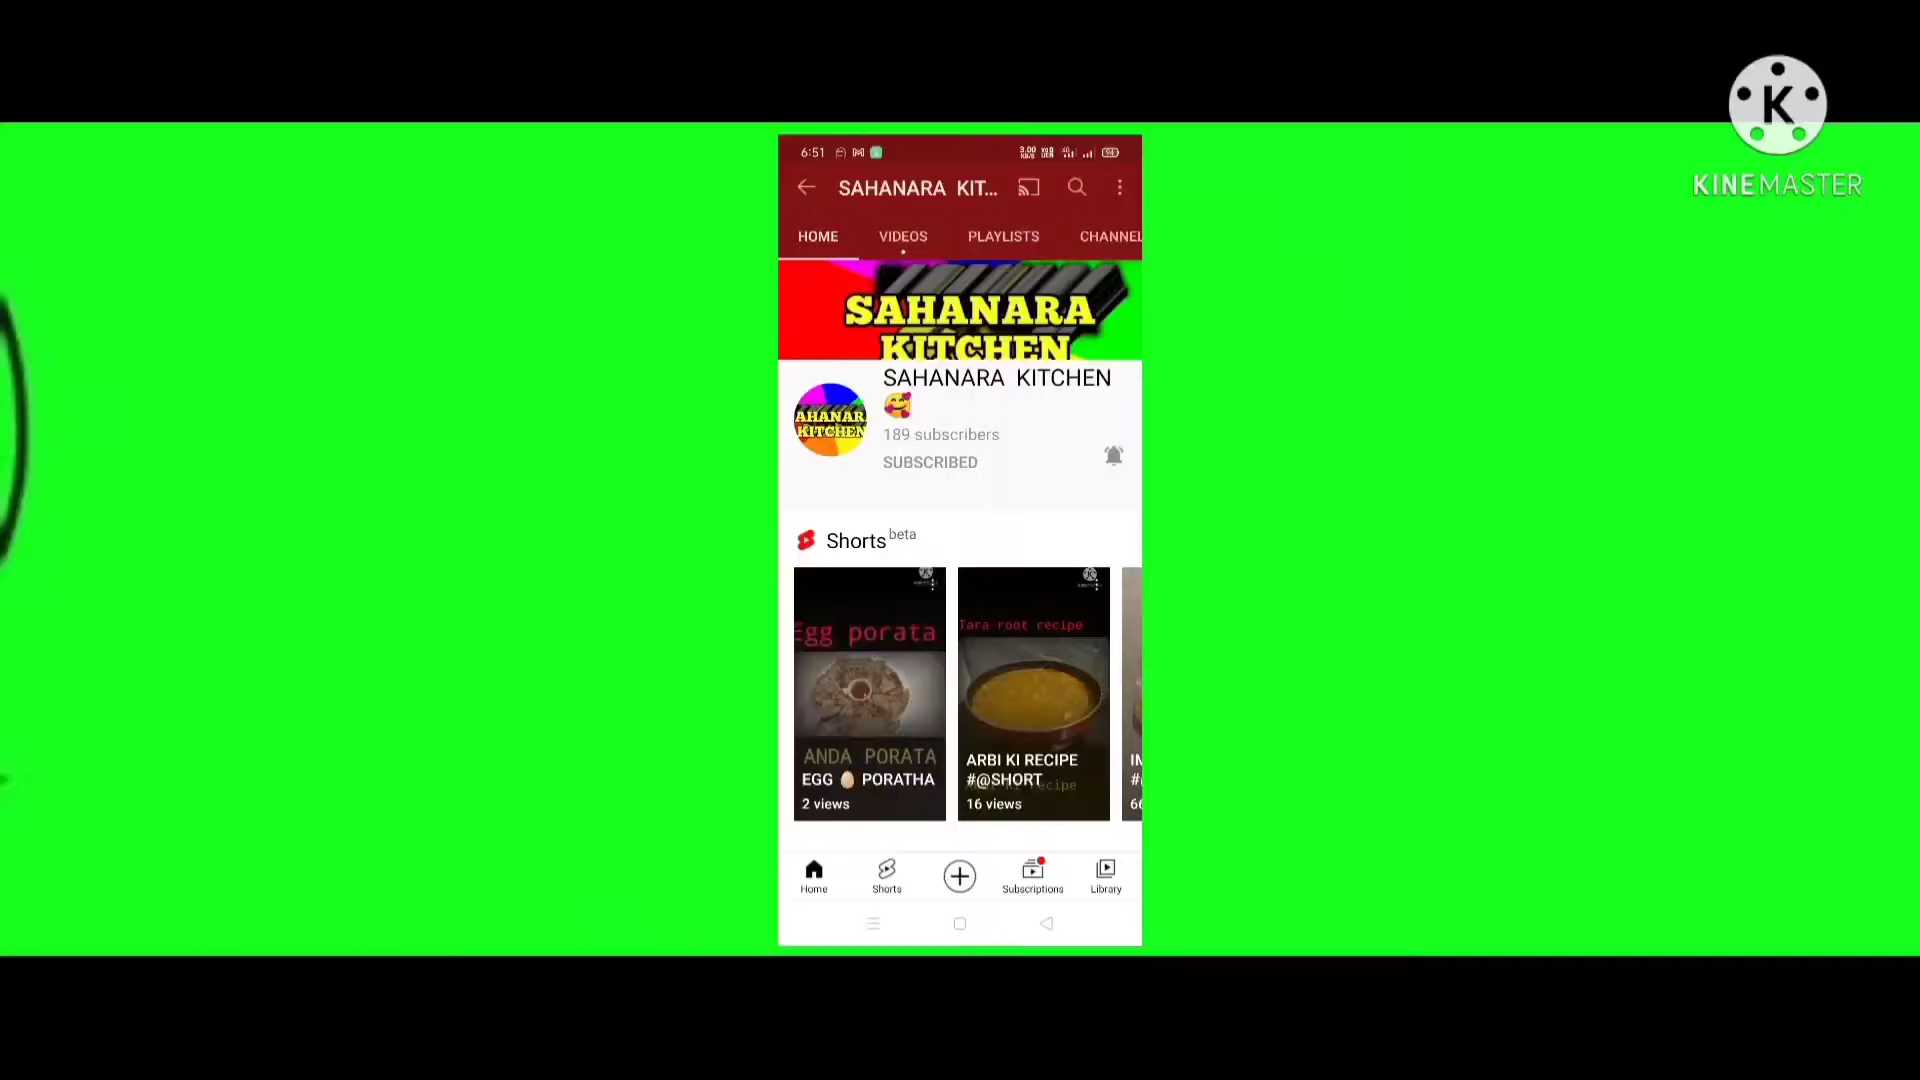 KINEMASTER
6:51
SAHANARA KIT...
HOME VIDEOS PLAYLISTS CHANNEL
SAHANARA
KITCHEN
SAHANARA KITCHEN
🥰
AHANAR
KITCHEN
189 subscribers
SUBSCRIBED
Shorts beta
Egg porata
ANDA PORATA
EGG 🥚 PORATHA
2 views
Tara root recipe
ARBI KI RECIPE
#@SHORT
16 views
Home Shorts Subscriptions Library